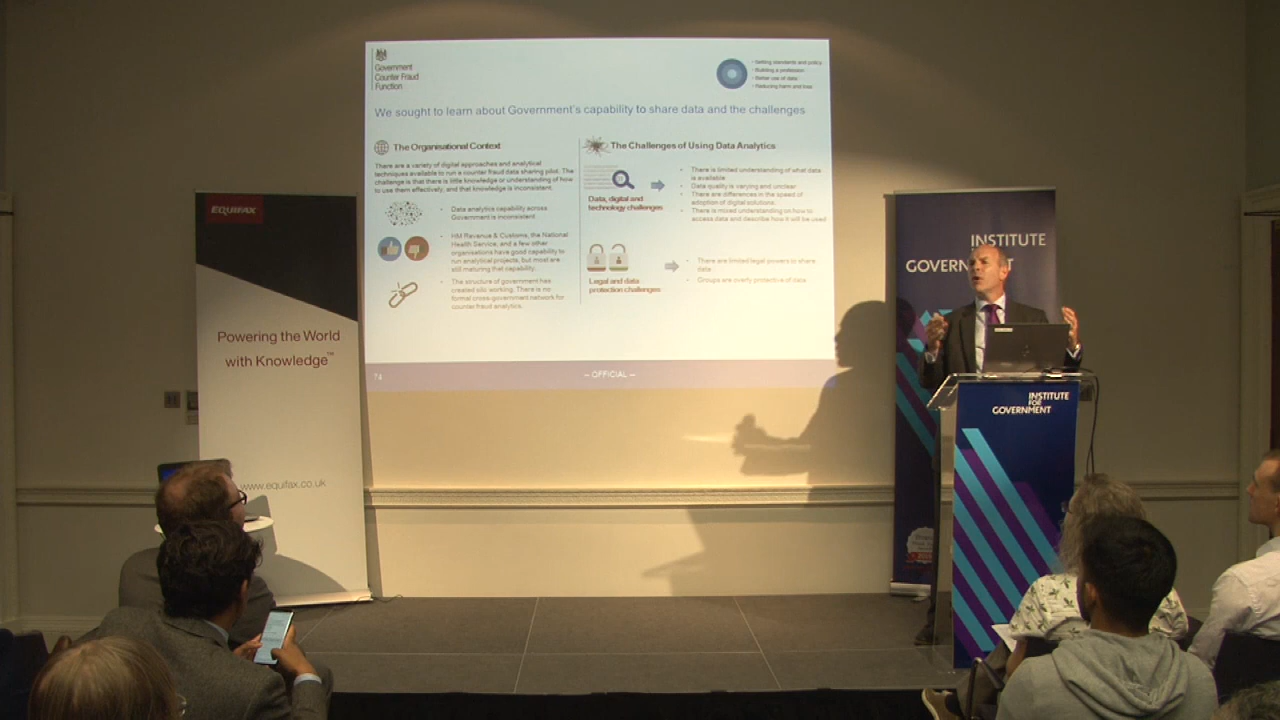 Government
Counter Fraud
Function
• Setting standards and policy
• Building a profession
• Better use of data
• Reducing harm and loss
We sought to learn about Government's capability to share data and the challenges
The Organisational Context
There are a variety of digital approaches and analytical
techniques available to run a counter fraud data sharing pilot. The
challenge is that there is little knowledge or understanding of how
to use them effectively, and that knowledge is inconsistent.
• Data analytics capability across
Government is inconsistent
• HM Revenue & Customs, the National
Health Service, and a few other
organisations have good capability to
run analytical projects, but most are
still maturing that capability.
• The structure of government has
created silo working. There is no
formal cross-government network for
counter fraud analytics.
The Challenges of Using Data Analytics
Data, digital and
technology challenges
• There is limited understanding of what data
is available
• Data quality is varying and unclear
• There are differences in the speed of
adoption of digital solutions.
• There is mixed understanding on how to
access data and describe how it will be used
Legal and data
protection challenges
• There are limited legal powers to share
data
• Groups are overly protective of data
74
-- OFFICIAL --
EQUIFAX
Powering the World
with Knowledge™
www.equifax.co.uk
INSTITUTE
GOVERNMENT
INSTITUTE
FOR
GOVERNMENT